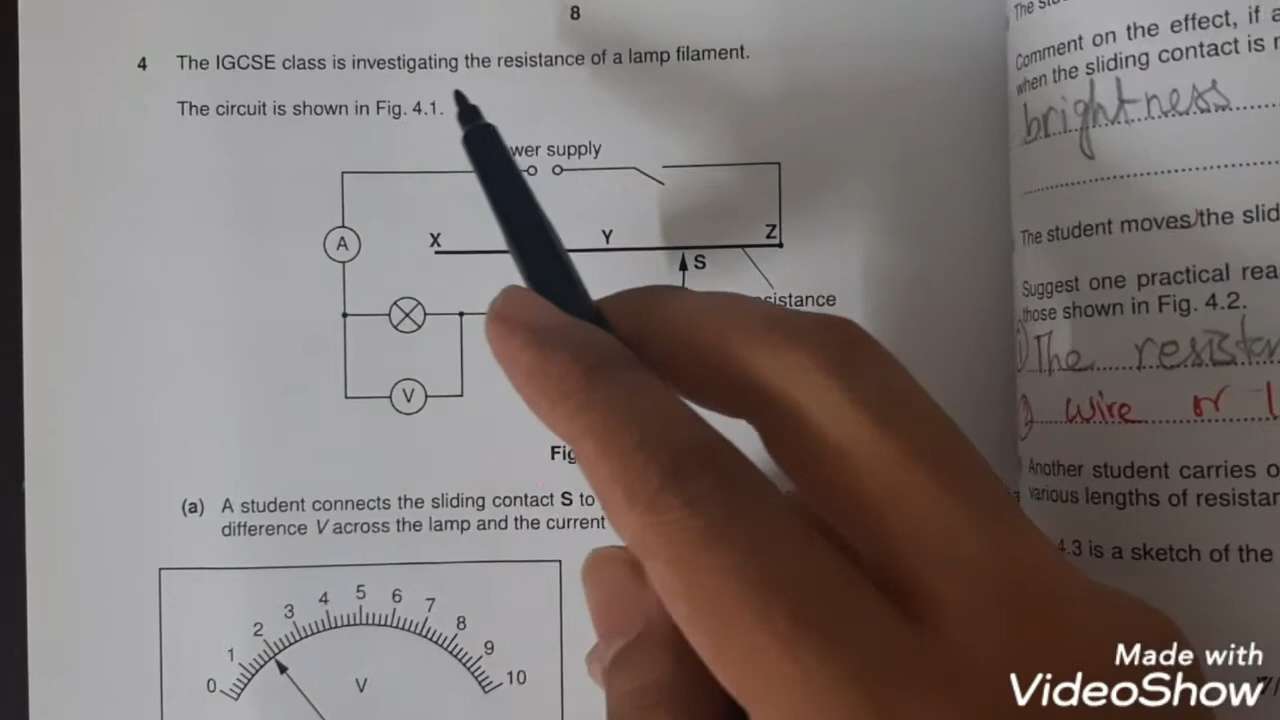 8
4 The IGCSE class is investigating the resistance of a lamp filament.
The circuit is shown in Fig. 4.1.
wer supply
A
X
Y
Z
S
sistance
V
Fig
(a) A student connects the sliding contact S to
difference V across the lamp and the current
0 1 2 3 4 5 6 7 8 9 10
V
The
Comment on the effect, if a
when the sliding contact is
brightness
The student moves the slid
Suggest one practical rea
those shown in Fig. 4.2.
① The resistan
② wire or
Another student carries o
various lengths of resistan
4.3 is a sketch of the
Made with
VideoShow